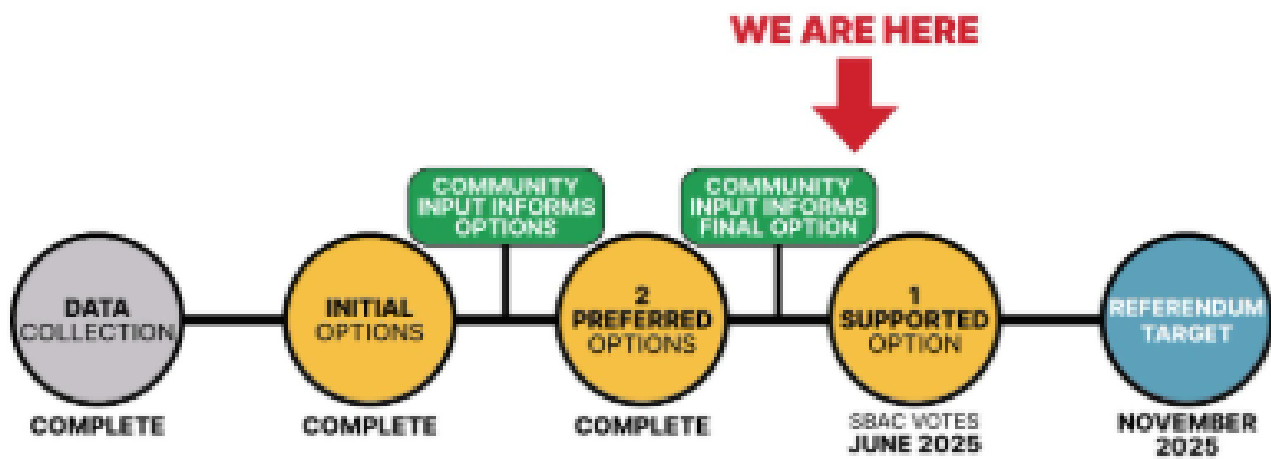 WE ARE HERE
COMMUNITY
INPUT INFORMS
OPTIONS
COMMUNITY
INPUT INFORMS
FINAL OPTION
DATA
COLLECTION
INITIAL
OPTIONS
2
PREFERRED
OPTIONS
1
SUPPORTED
OPTION
REFERENDUM
TARGET
COMPLETE
COMPLETE
COMPLETE
SBAC VOTES
JUNE 2025
NOVEMBER
2025